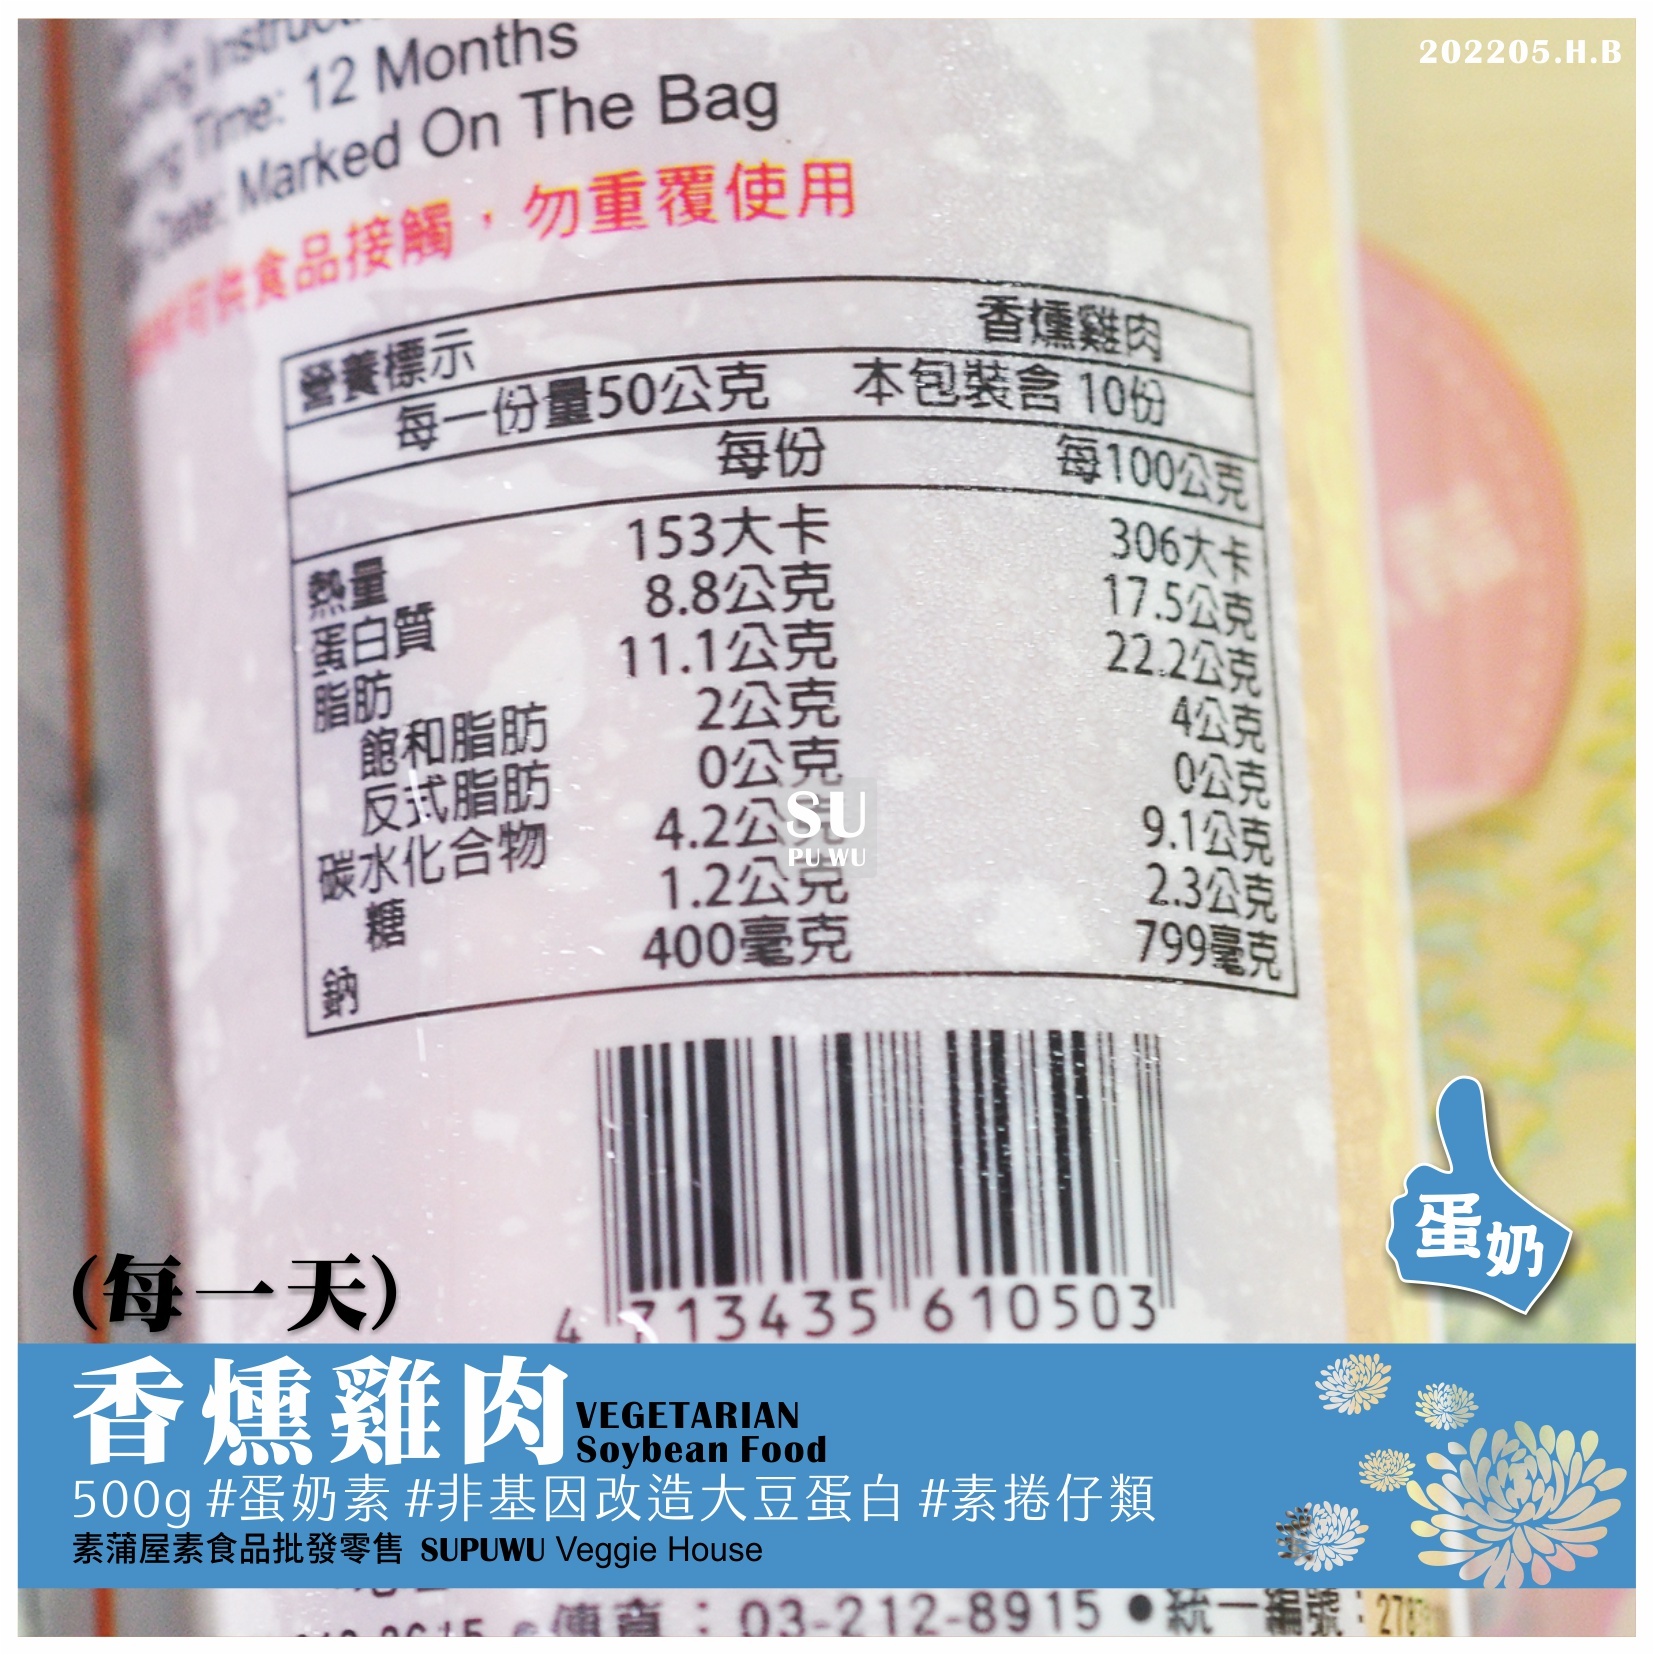 202205.H.B
Time: 12 Months
Date: Marked On The Bag
可供食品接觸，勿重覆使用
營養標示 香燻雞肉
每一份量50公克 本包裝含 10份
每份 每100公克
熱量 153大卡 306大卡
蛋白質 8.8公克 17.5公克
脂肪 11.1公克 22.2公克
飽和脂肪 2公克 4公克
反式脂肪 0公克 0公克
碳水化合物 4.2公克 9.1公克
糖 1.2公克 2.3公克
鈉 400毫克 799毫克
SU
PU WU
4 713435 610503
蛋奶
(每一天)
香燻雞肉
VEGETARIAN
Soybean Food
500g #蛋奶素 #非基因改造大豆蛋白 #素捲仔類
素蒲屋素食品批發零售 SUPUWU Veggie House
傳真：03-212-8915 ●統一編號：